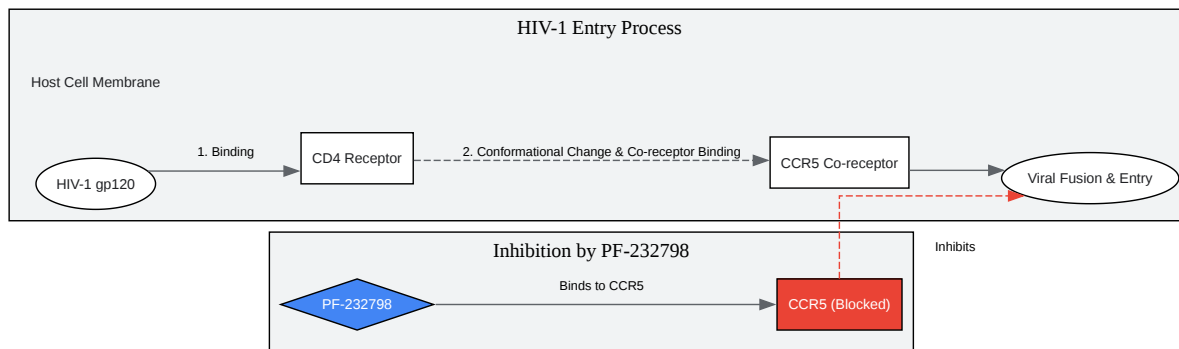 HIV-1 Entry Process
Host Cell Membrane
HIV-1 gp120
1. Binding
CD4 Receptor
2. Conformational Change & Co-receptor Binding
CCR5 Co-receptor
Viral Fusion & Entry
Inhibition by PF-232798
Inhibits
PF-232798
Binds to CCR5
CCR5 (Blocked)